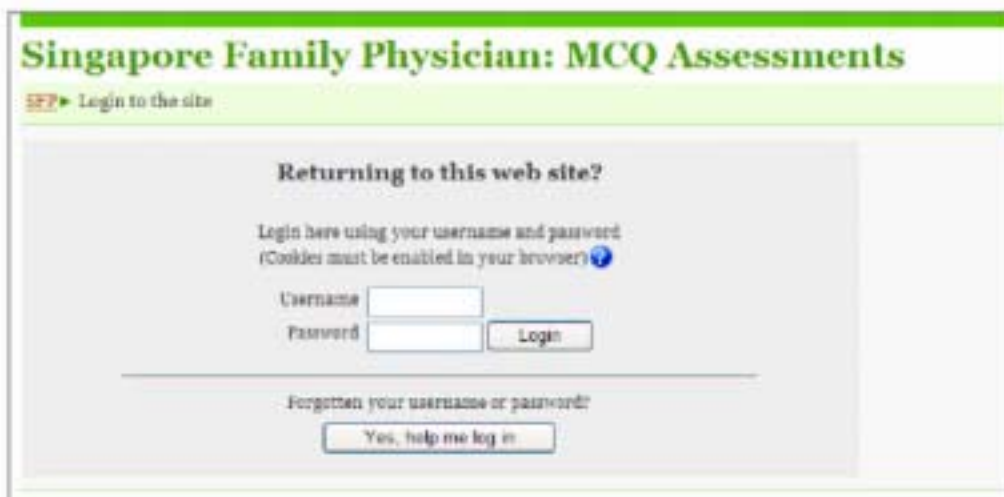 Singapore Family Physician: MCQ Assessments
SFP► Login to the site
Returning to this web site?
Login here using your username and password
(Cookies must be enabled in your browser) ?
Username
Password Login
Forgotten your username or password?
Yes, help me log in